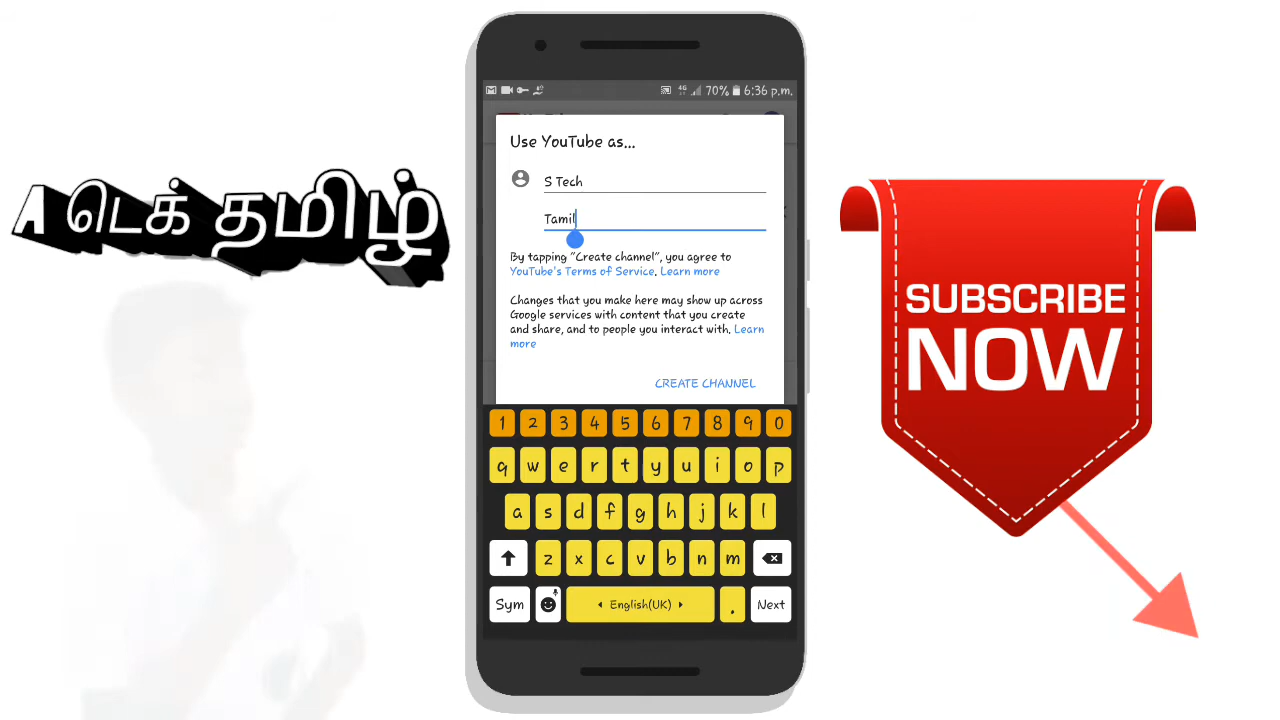 A டெக் தமிழ்
4G 70% 6:36 p.m.
Use YouTube as...
S Tech
Tamil
By tapping "Create channel", you agree to
YouTube's Terms of Service. Learn more
Changes that you make here may show up across
Google services with content that you create
and share, and to people you interact with. Learn
more
CREATE CHANNEL
1 2 3 4 5 6 7 8 9 0
q w e r t y u i o p
a s d f g h j k l
z x c v b n m
Sym English(UK) . Next
SUBSCRIBE
NOW